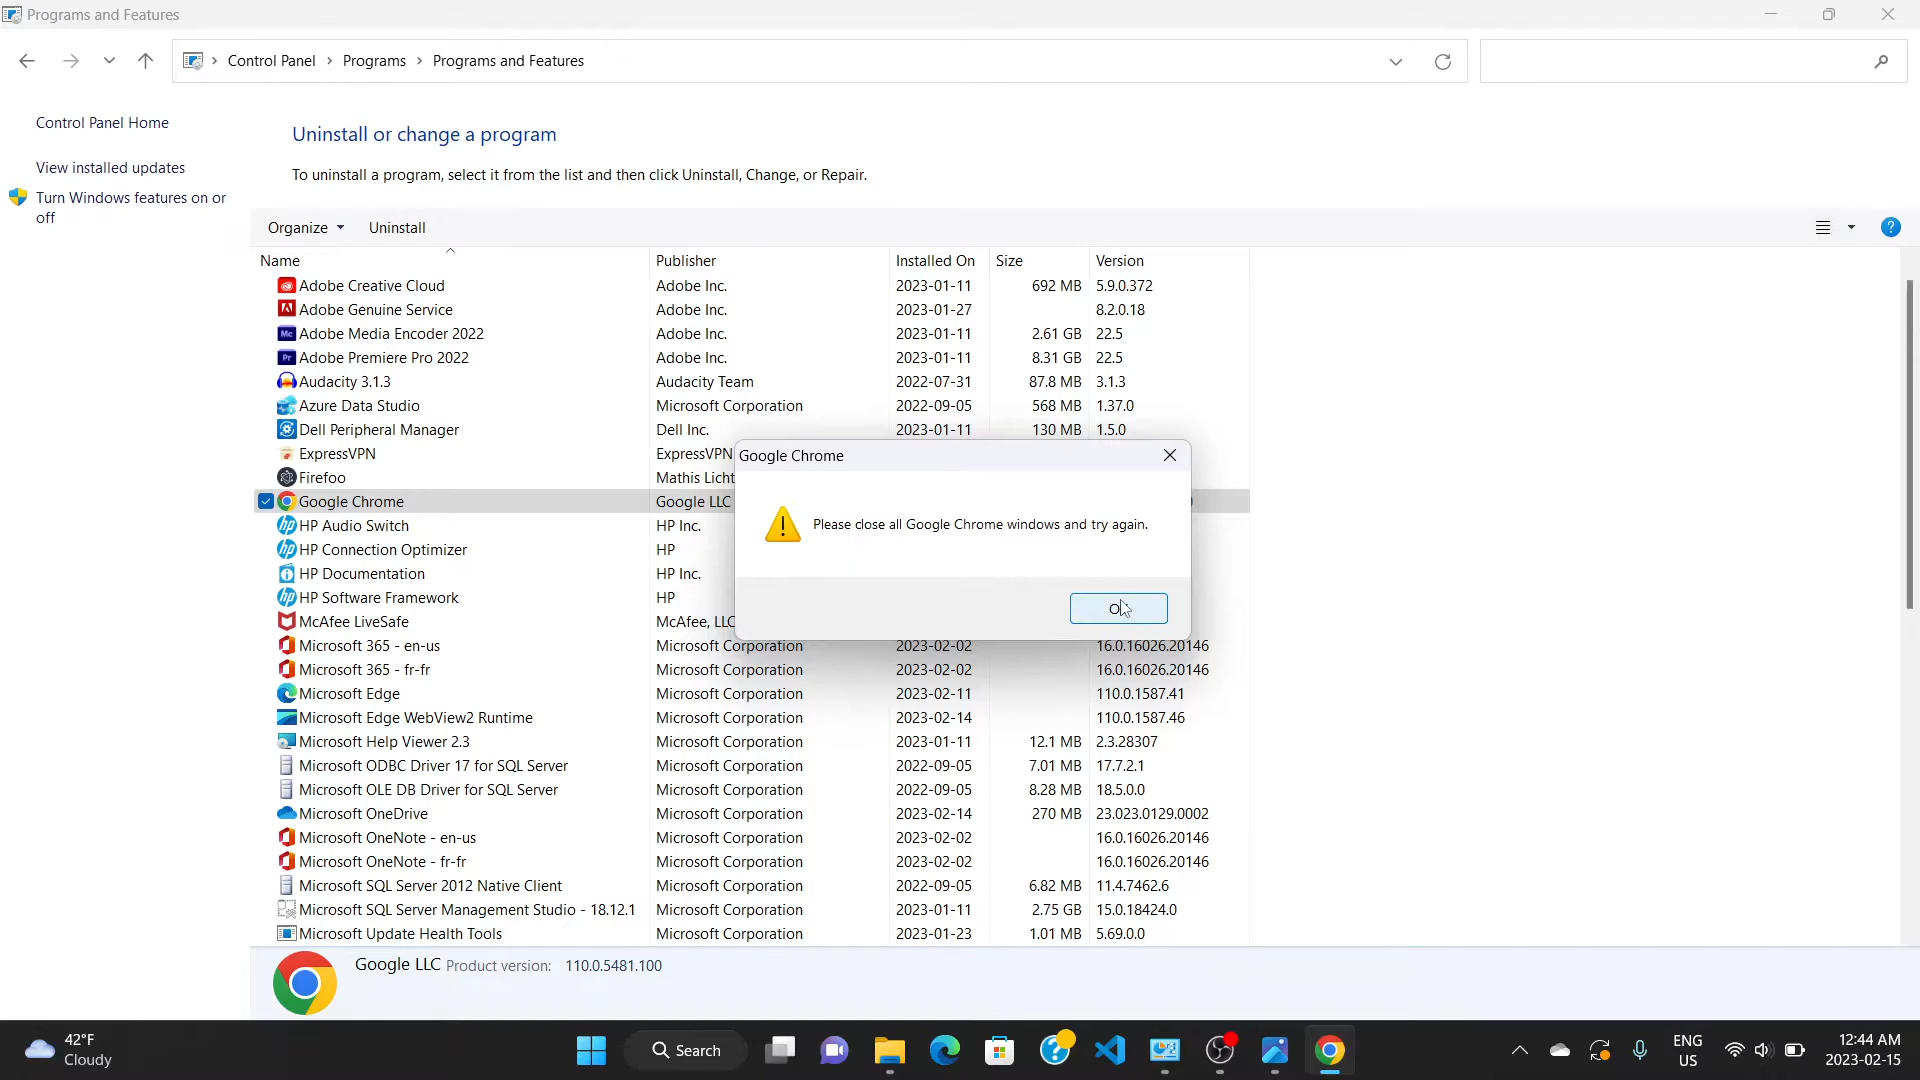 Programs and Features
Control Panel Programs Programs and Features
Control Panel Home
View installed updates
Turn Windows features on or
off
Uninstall or change a program
To uninstall a program, select it from the list and then click Uninstall, Change, or Repair.
Organize Uninstall
Name Publisher Installed On Size Version
Adobe Creative Cloud Adobe Inc. 2023-01-11 692 MB 5.9.0.372
Adobe Genuine Service Adobe Inc. 2023-01-27 8.2.0.18
Adobe Media Encoder 2022 Adobe Inc. 2023-01-11 2.61 GB 22.5
Adobe Premiere Pro 2022 Adobe Inc. 2023-01-11 8.31 GB 22.5
Audacity 3.1.3 Audacity Team 2022-07-31 87.8 MB 3.1.3
Azure Data Studio Microsoft Corporation 2022-09-05 568 MB 1.37.0
Dell Peripheral Manager Dell Inc. 2023-01-11 130 MB 1.5.0
ExpressVPN ExpressVPN
Firefoo Mathis Licht
Google Chrome Google LLC
HP Audio Switch HP Inc.
HP Connection Optimizer HP
HP Documentation HP Inc.
HP Software Framework HP
McAfee LiveSafe McAfee, LLC
Google Chrome
Please close all Google Chrome windows and try again.
Microsoft 365 - en-us Microsoft Corporation 2023-02-02 16.0.16026.20146
Microsoft 365 - fr-fr Microsoft Corporation 2023-02-02 16.0.16026.20146
Microsoft Edge Microsoft Corporation 2023-02-11 110.0.1587.41
Microsoft Edge WebView2 Runtime Microsoft Corporation 2023-02-14 110.0.1587.46
Microsoft Help Viewer 2.3 Microsoft Corporation 2023-01-11 12.1 MB 2.3.28307
Microsoft ODBC Driver 17 for SQL Server Microsoft Corporation 2022-09-05 7.01 MB 17.7.2.1
Microsoft OLE DB Driver for SQL Server Microsoft Corporation 2022-09-05 8.28 MB 18.5.0.0
Microsoft OneDrive Microsoft Corporation 2023-02-14 270 MB 23.023.0129.0002
Microsoft OneNote - en-us Microsoft Corporation 2023-02-02 16.0.16026.20146
Microsoft OneNote - fr-fr Microsoft Corporation 2023-02-02 16.0.16026.20146
Microsoft SQL Server 2012 Native Client Microsoft Corporation 2022-09-05 6.82 MB 11.4.7462.6
Microsoft SQL Server Management Studio - 18.12.1 Microsoft Corporation 2023-01-11 2.75 GB 15.0.18424.0
Microsoft Update Health Tools Microsoft Corporation 2023-01-23 1.01 MB 5.69.0.0
Google LLC Product version: 110.0.5481.100
42°F
Cloudy
Search
ENG
US
12:44 AM
2023-02-15